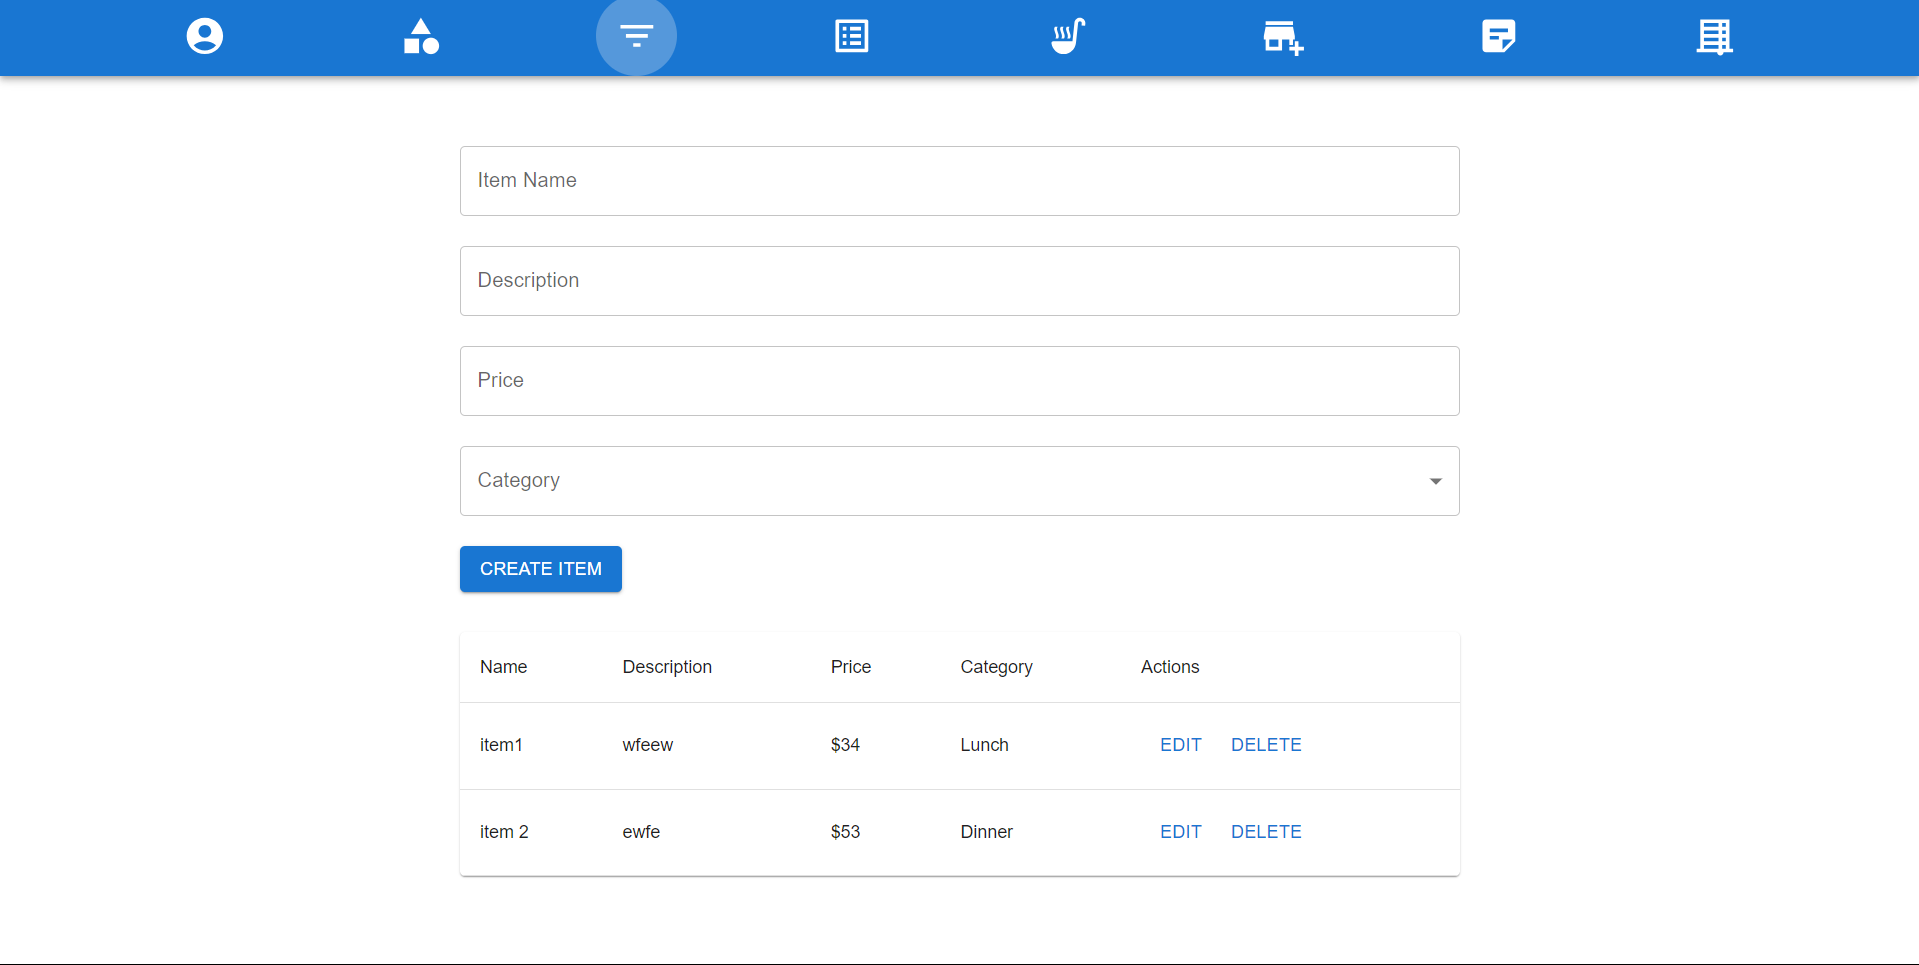 Item Name
Description
Price
Category
CREATE ITEM
Name Description Price Category Actions
item1 wfeew $34 Lunch EDIT DELETE
item 2 ewfe $53 Dinner EDIT DELETE